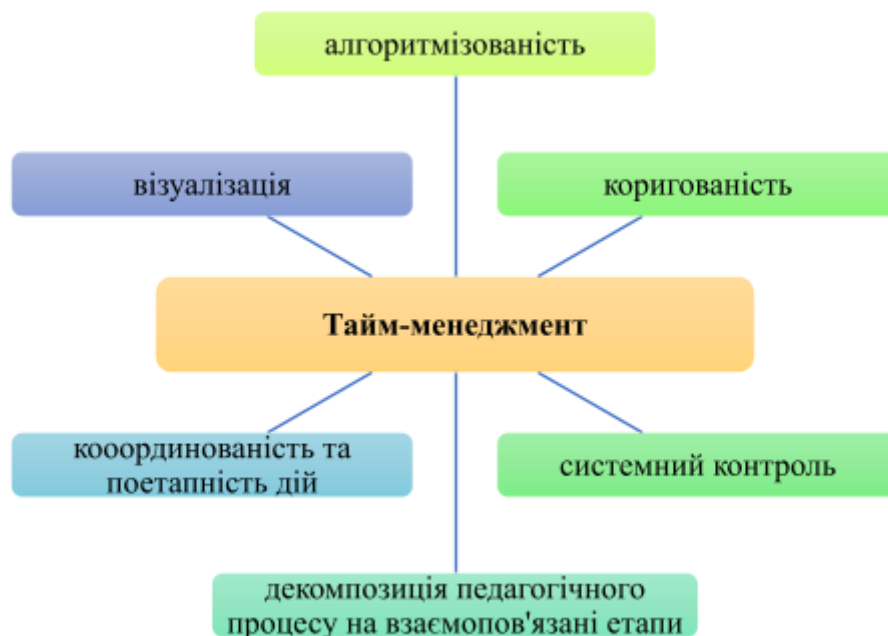 алгоритмізованість
візуалізація
коригованість
Тайм-менеджмент
кооординованість та
поетапність дій
системний контроль
декомпозиція педагогічного
процесу на взаємопов'язані етапи